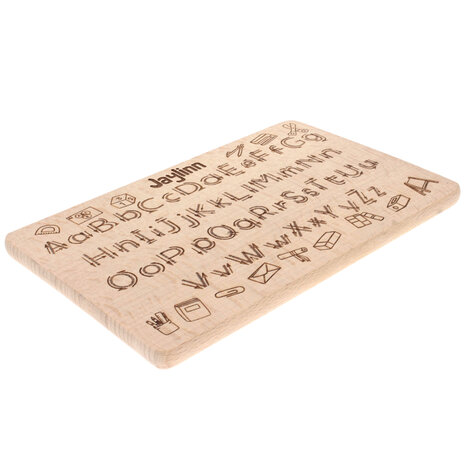 Jaylinn
AaBbCcDdEeFfGg
HhIiJjKkLlMmNn
OoPpQqRrSsTtUu
VvWwXxYyZz